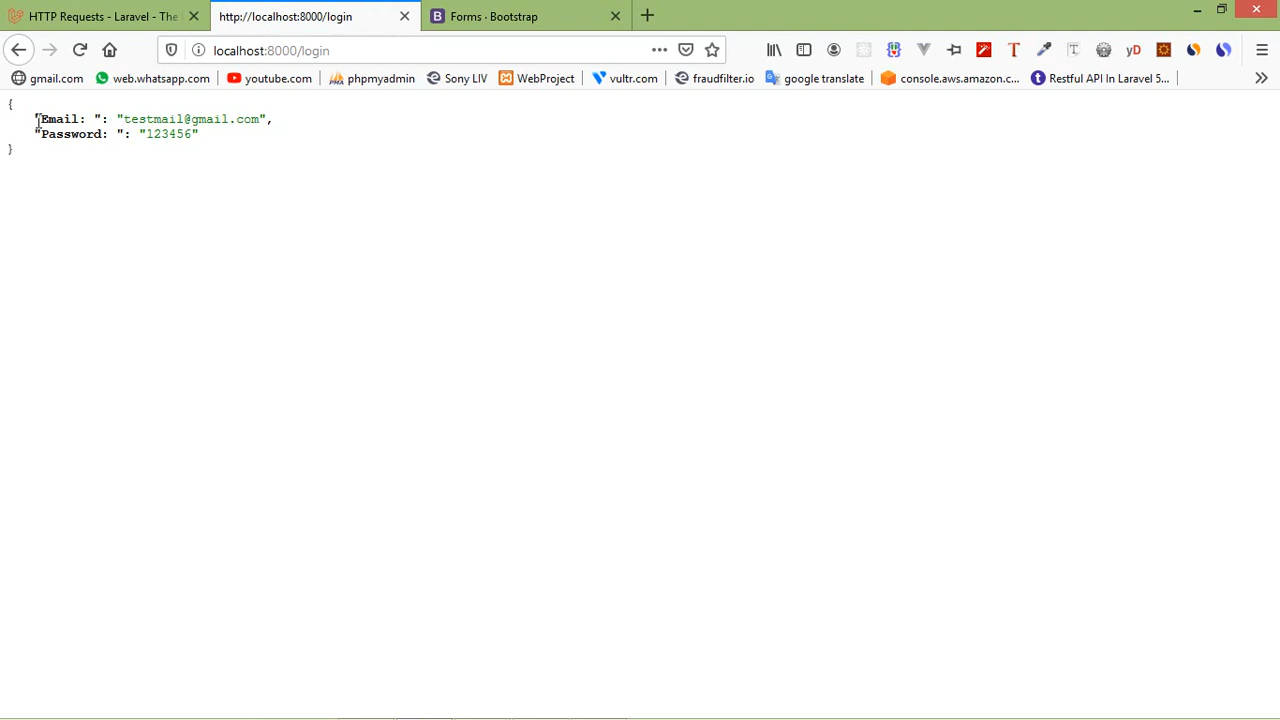 HTTP Requests - Laravel - The
http://localhost:8000/login
B Forms · Bootstrap
localhost:8000/login
T
T
yD
gmail.com
web.whatsapp.com
youtube.com
phpmyadmin
Sony LIV
WebProject
vultr.com
fraudfilter.io
google translate
console.aws.amazon.c...
t Restful API In Laravel 5...
{
"Email: ": "testmail@gmail.com",
"Password: ": "123456"
}